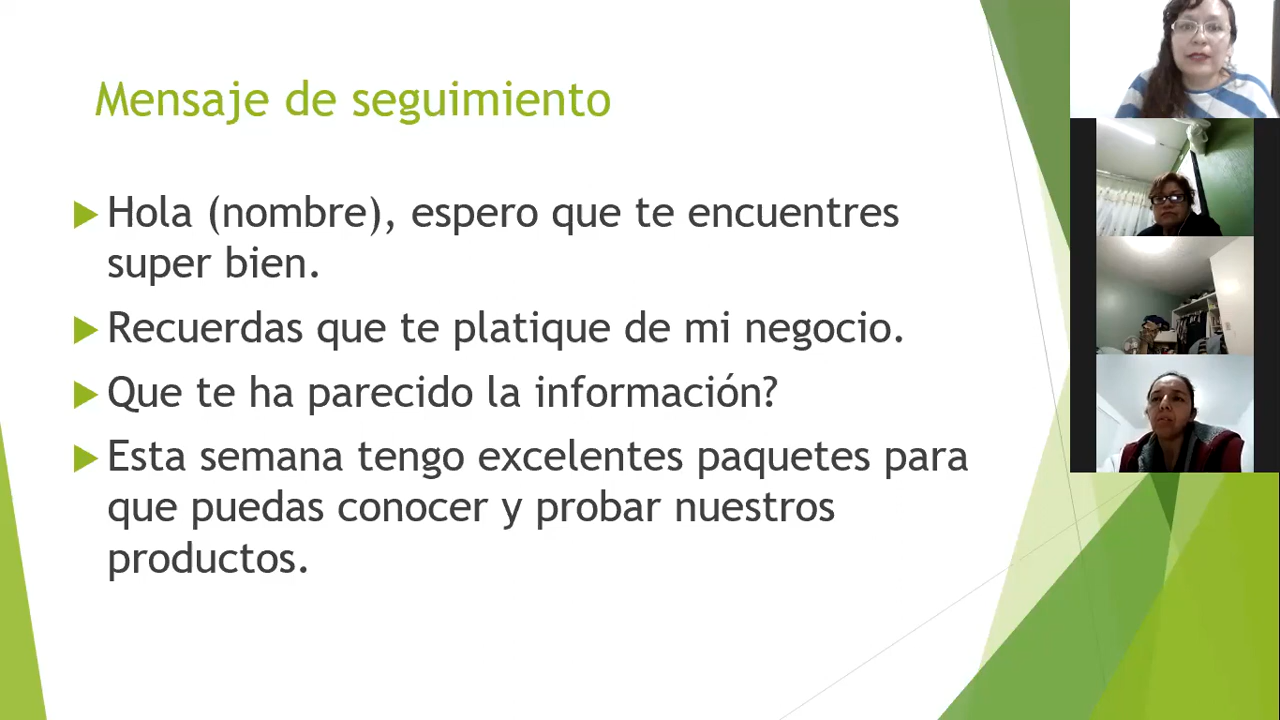 Mensaje de seguimiento
Hola (nombre), espero que te encuentres
super bien.
Recuerdas que te platique de mi negocio.
Que te ha parecido la información?
Esta semana tengo excelentes paquetes para
que puedas conocer y probar nuestros
productos.